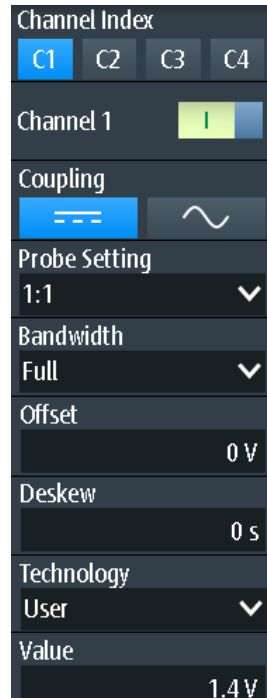 Channel Index
C1 C2 C3 C4
Channel 1 I
Coupling
Probe Setting
1:1
Bandwidth
Full
Offset
0 V
Deskew
0 s
Technology
User
Value
1.4 V